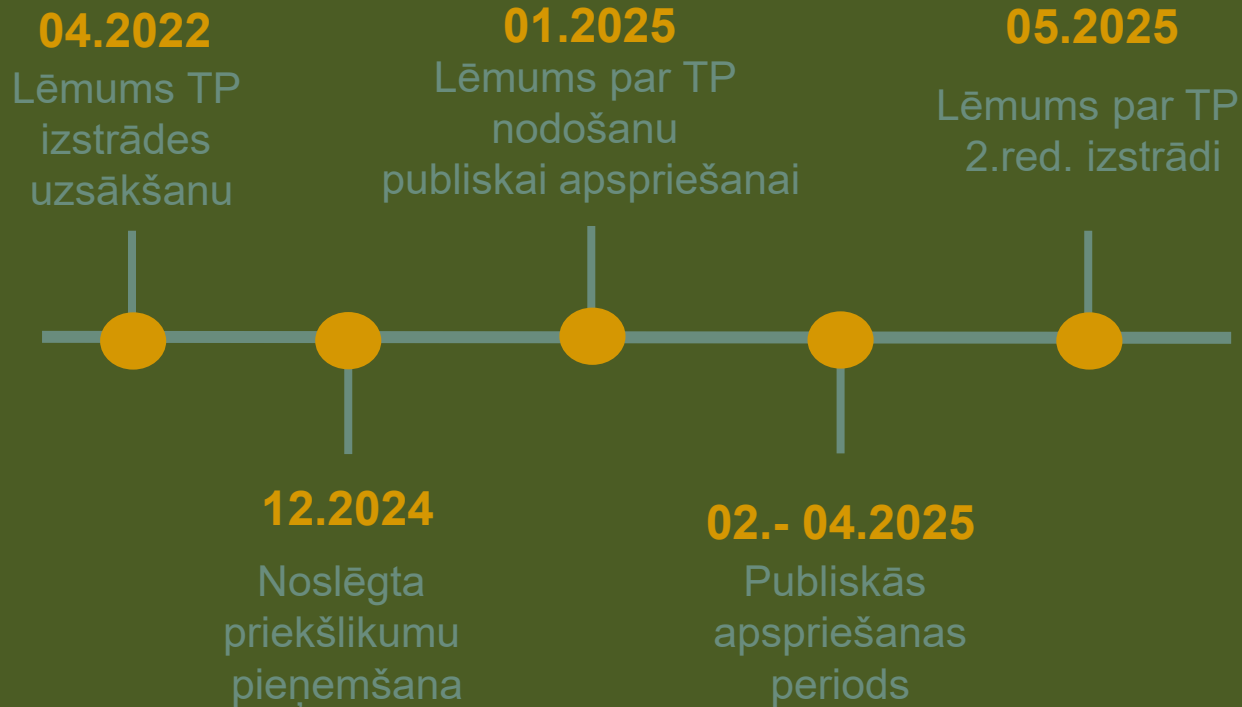 04.2022
Lēmums TP
izstrādes
uzsākšanu
01.2025
Lēmums par TP
nodošanu
publiskai apspriešanai
05.2025
Lēmums par TP
2.red. izstrādi
12.2024
Noslēgta
priekšlikumu
pieņemšana
02.- 04.2025
Publiskās
apspriešanas
periods